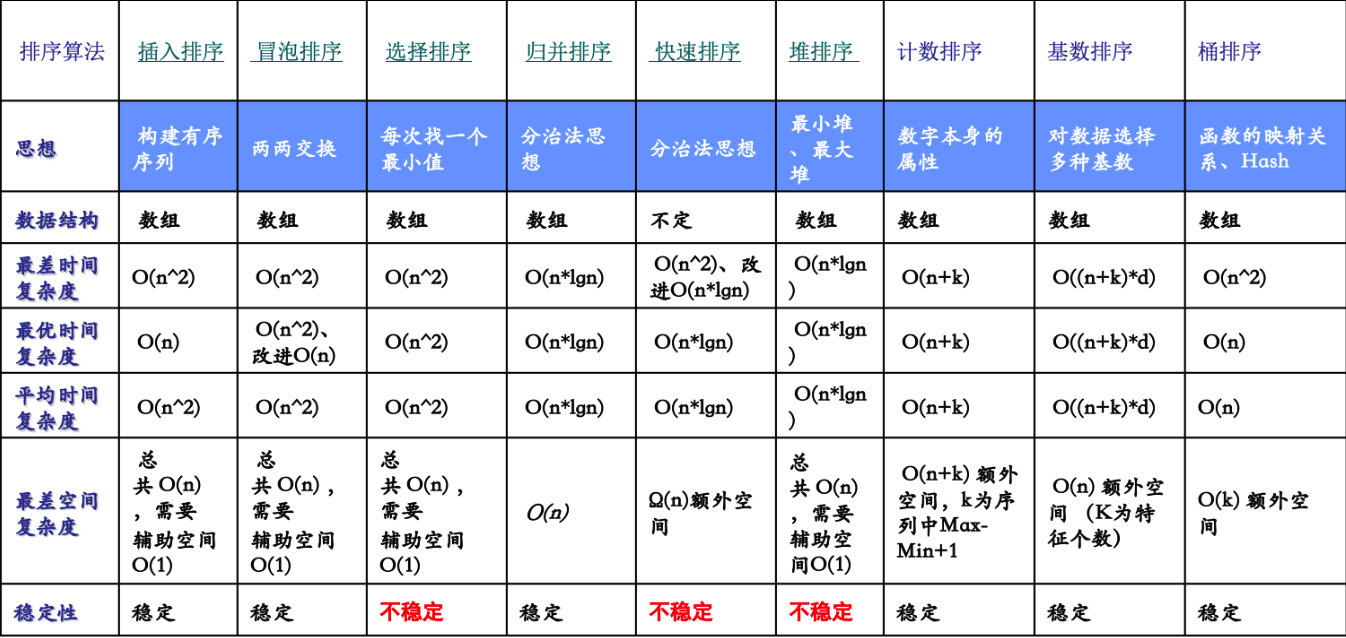 排序算法 插入排序 冒泡排序 选择排序 归并排序 快速排序 堆排序 计数排序 基数排序 桶排序
思想
构建有序
序列
两两交换
每次找一个
最小值
分治法思
想
分治法思想
最小堆
、最大
堆
数字本身的
属性
对数据选择
多种基数
函数的映射关
系、Hash
数据结构 数组 数组 数组 数组 不定 数组 数组 数组 数组
最差时间
复杂度
O(n^2)
O(n^2)
O(n^2)
O(n*lgn)
O(n^2)、改
进O(n*lgn)
O(n*lgn
)
O(n+k)
O((n+k)*d)
O(n^2)
最优时间
复杂度
O(n)
O(n^2)、
改进O(n)
O(n^2)
O(n*lgn)
O(n*lgn)
O(n*lgn
)
O(n+k)
O((n+k)*d)
O(n)
平均时间
复杂度
O(n^2)
O(n^2)
O(n^2)
O(n*lgn)
O(n*lgn)
O(n*lgn
)
O(n+k)
O((n+k)*d)
O(n)
最差空间
复杂度
总
共 O(n)
，需要
辅助空间
O(1)
总
共 O(n) ，
需要
辅助空间
O(1)
总
共 O(n) ，
需要
辅助空间
O(1)
O(n)
Ω(n)额外空
间
总
共 O(n)
，需要
辅助空
间O(1)
O(n+k) 额外
空间，k为序
列中Max-
Min+1
O(n) 额外空
间 （K为特
征个数）
O(k) 额外空
间
稳定性 稳定 稳定 不稳定 稳定 不稳定 不稳定 稳定 稳定 稳定